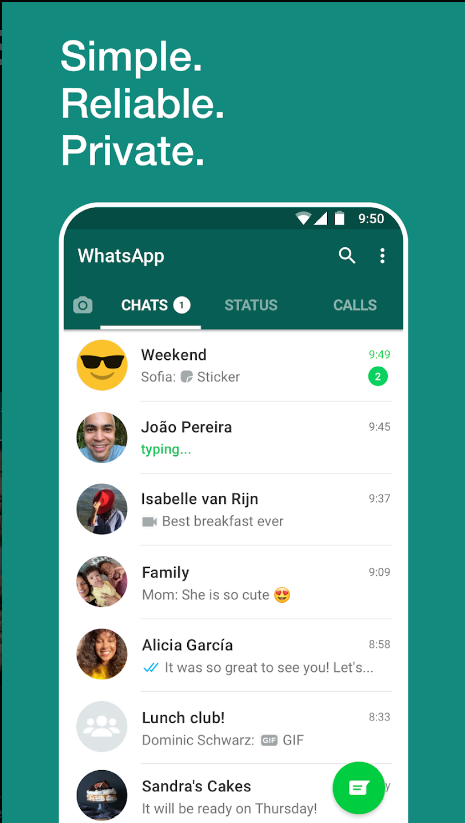 Simple.
Reliable.
Private.
9:50
WhatsApp
CHATS 1 STATUS CALLS
Weekend 9:49
Sofia: Sticker 2
João Pereira 9:45
typing...
Isabelle van Rijn 9:37
Best breakfast ever
Family 9:09
Mom: She is so cute 😍
Alicia García 8:58
It was so great to see you! Let's...
Lunch club! 8:33
Dominic Schwarz: GIF GIF
Sandra's Cakes
It will be ready on Thursday!